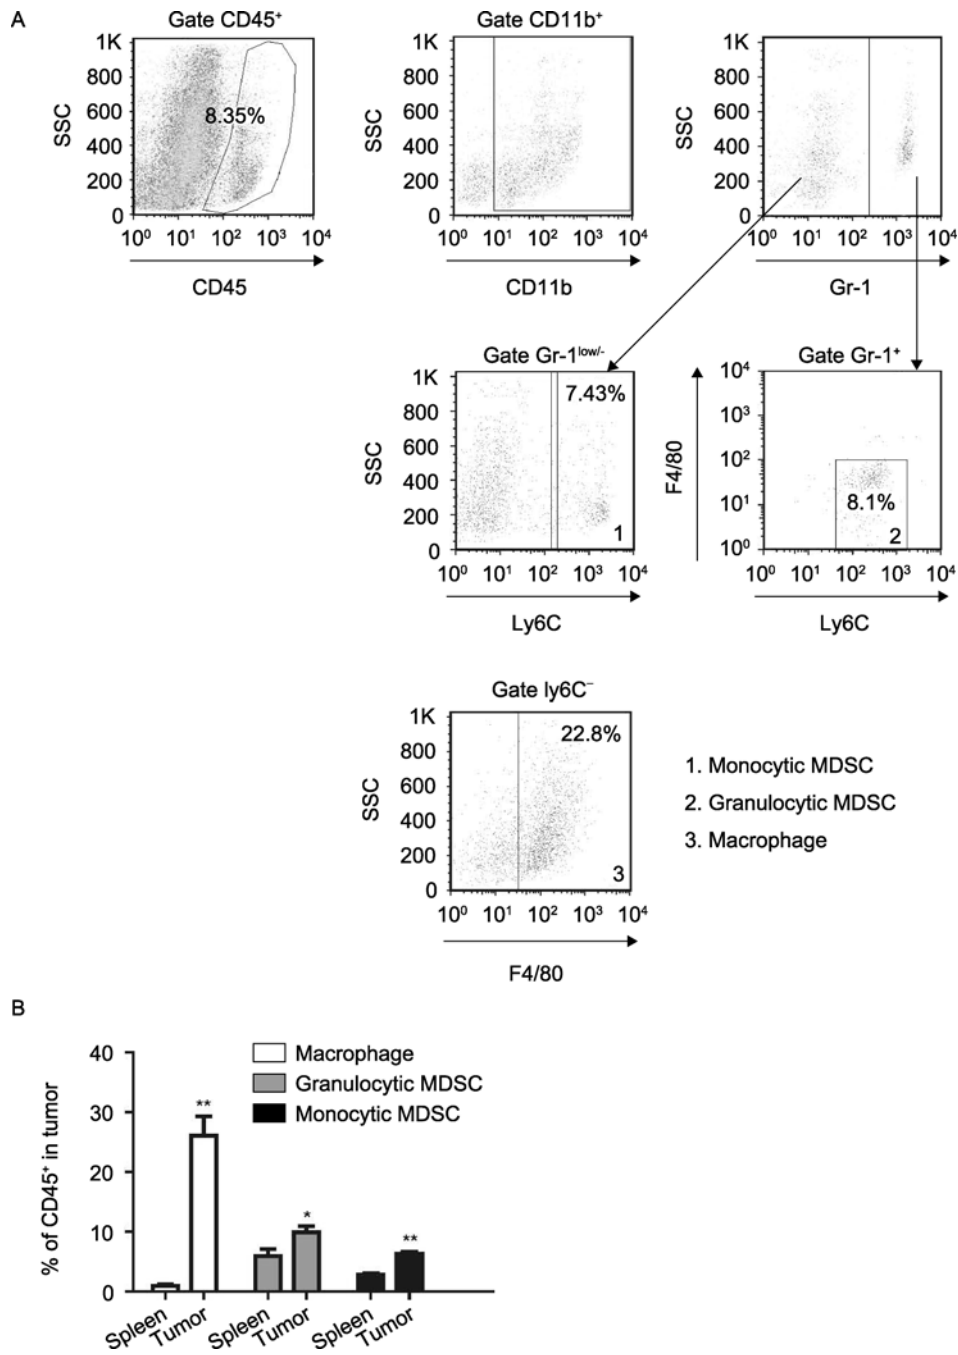 A
Gate CD45⁺
1K
800
600
400
200
0
SSC
8.35%
10⁰ 10¹ 10² 10³ 10⁴
CD45
Gate CD11b⁺
1K
800
600
400
200
0
SSC
10⁰ 10¹ 10² 10³ 10⁴
CD11b
1K
800
600
400
200
0
SSC
10⁰ 10¹ 10² 10³ 10⁴
Gr-1
Gate Gr-1ˡᵒʷ/⁻
1K
800
600
400
200
0
SSC
7.43%
1
10⁰ 10¹ 10² 10³ 10⁴
Ly6C
Gate Gr-1⁺
10⁴
10³
10²
10¹
10⁰
F4/80
8.1%
2
10⁰ 10¹ 10² 10³ 10⁴
Ly6C
Gate ly6C⁻
1K
800
600
400
200
0
SSC
22.8%
3
10⁰ 10¹ 10² 10³ 10⁴
F4/80
1. Monocytic MDSC
2. Granulocytic MDSC
3. Macrophage
B
% of CD45⁺ in tumor
40
30
20
10
0
Macrophage
Granulocytic MDSC
Monocytic MDSC
**
*
**
Spleen
Tumor
Spleen
Tumor
Spleen
Tumor